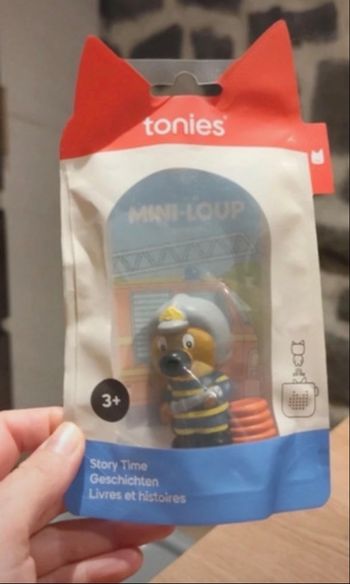 tonies®
MINI-LOUP
3+
Story Time
Geschichten
Livres et histoires